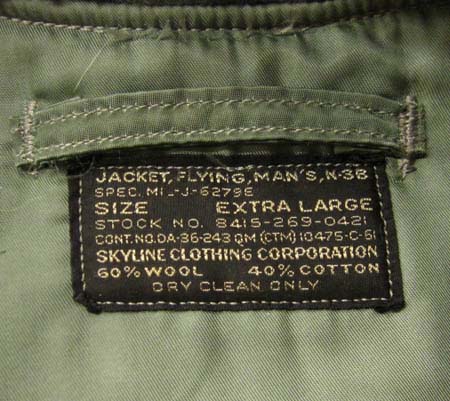 JACKET, FLYING, MAN'S, N-3B
SPEC. MIL-J-6279E
SIZE EXTRA LARGE
STOCK NO. 8415-269-0421
CONT. NO. DA-36-243 QM (CTM) 10475-C-61
SKYLINE CLOTHING CORPORATION
60% WOOL 40% COTTON
DRY CLEAN ONLY